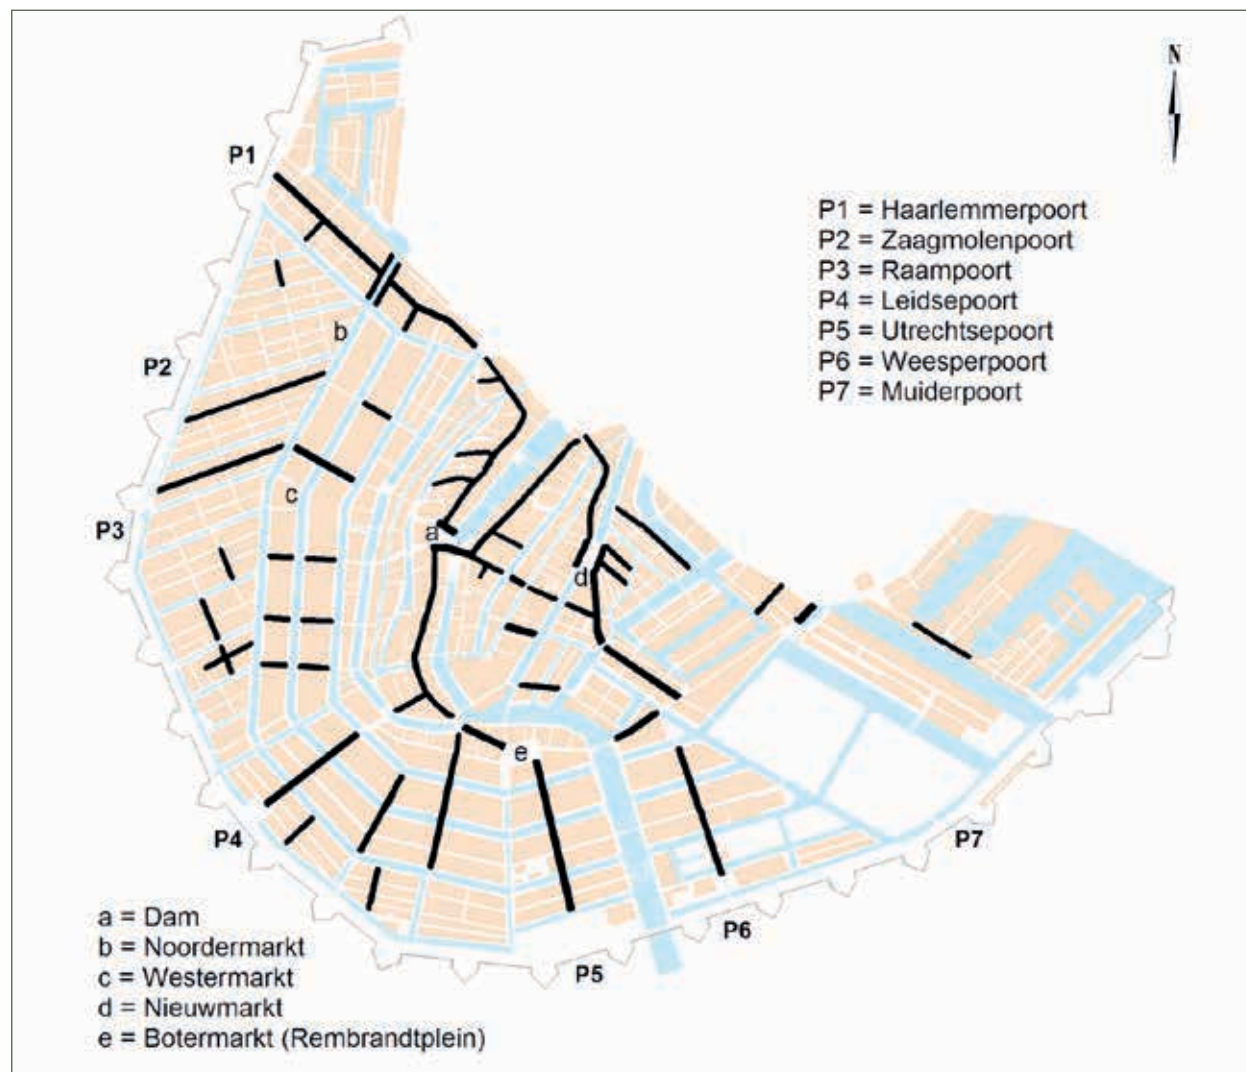 N
P1
P1 = Haarlemmerpoort
P2 = Zaagmolenpoort
P3 = Raampoort
P4 = Leidsepoort
P5 = Utrechtsepoort
P6 = Weesperpoort
P7 = Muiderpoort
b
P2
c
P3
a
d
e
P4
P7
a = Dam
b = Noordermarkt
c = Westermarkt
d = Nieuwmarkt
e = Botermarkt (Rembrandtplein)
P6
P5